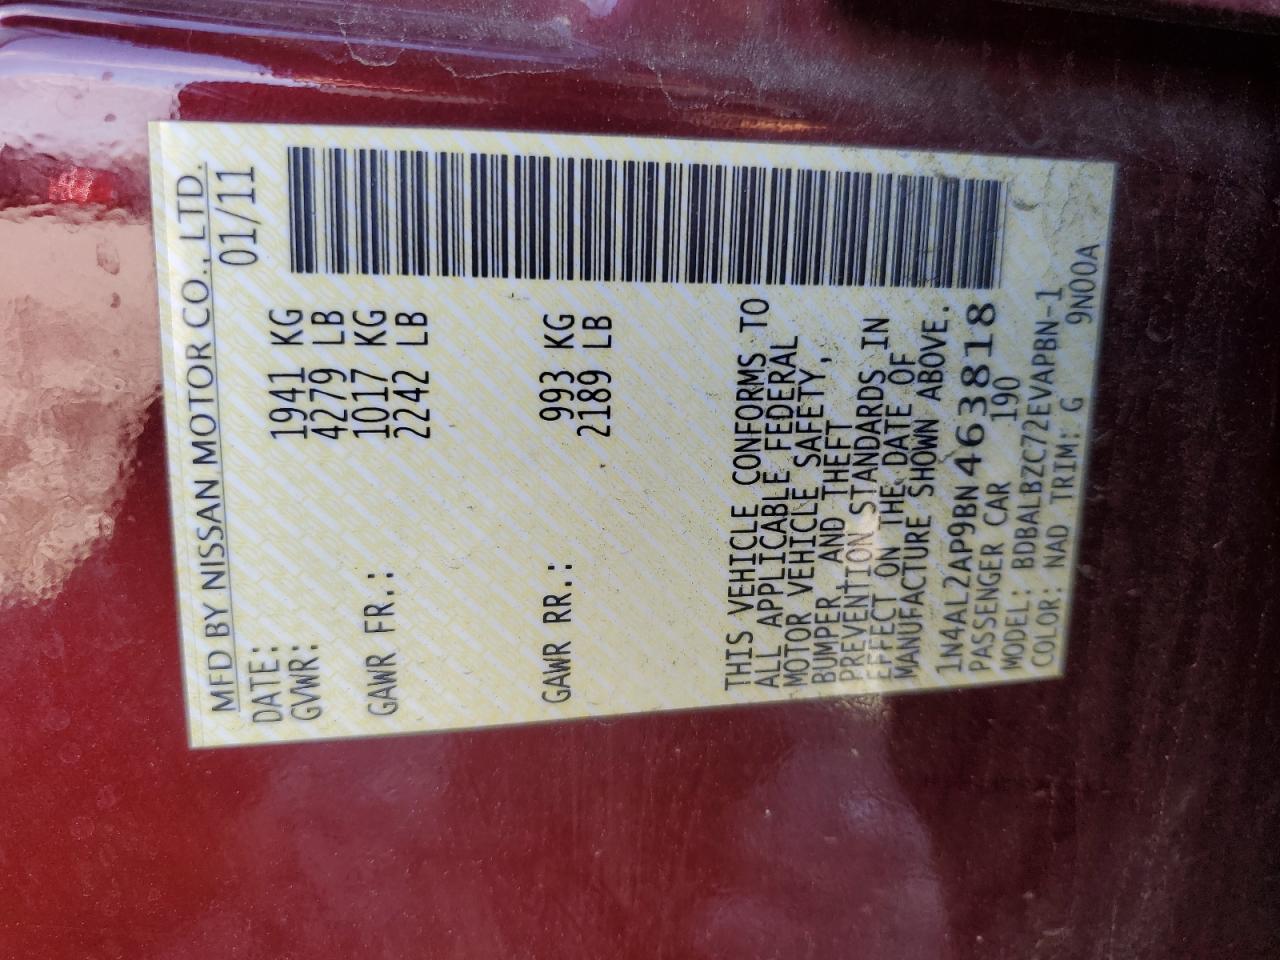 MFD BY NISSAN MOTOR CO., LTD.
DATE: 01/11
GVWR: 1941 KG
4279 LB
GAWR FR.: 1017 KG
2242 LB
GAWR RR.: 993 KG
2189 LB
THIS VEHICLE CONFORMS TO
ALL APPLICABLE FEDERAL
MOTOR VEHICLE SAFETY,
BUMPER, AND THEFT
PREVENTION STANDARDS IN
EFFECT ON THE DATE OF
MANUFACTURE SHOWN ABOVE.
1N4AL2AP9BN463818
PASSENGER CAR 190
MODEL: BDBALBZC72EVAPBN-1
COLOR: NAD TRIM: G 9N00A